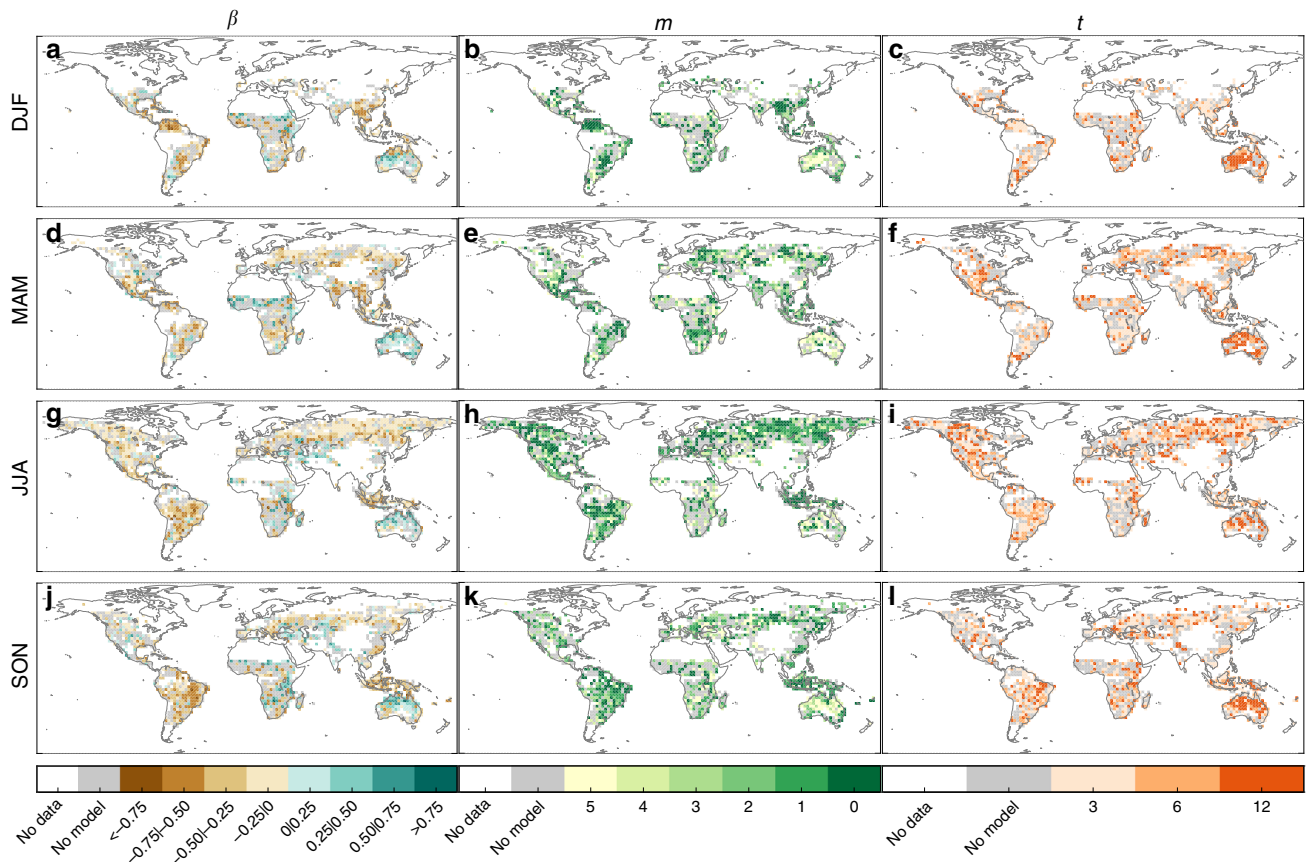 β m t
a b c
DJF
d e f
MAM
g h i
JJA
j k l
SON
No data No model <−0.75 −0.75|−0.50 −0.50|−0.25 −0.25|0 0|0.25 0.25|0.50 0.50|0.75 >0.75
No data No model 5 4 3 2 1 0
No data No model 3 6 12